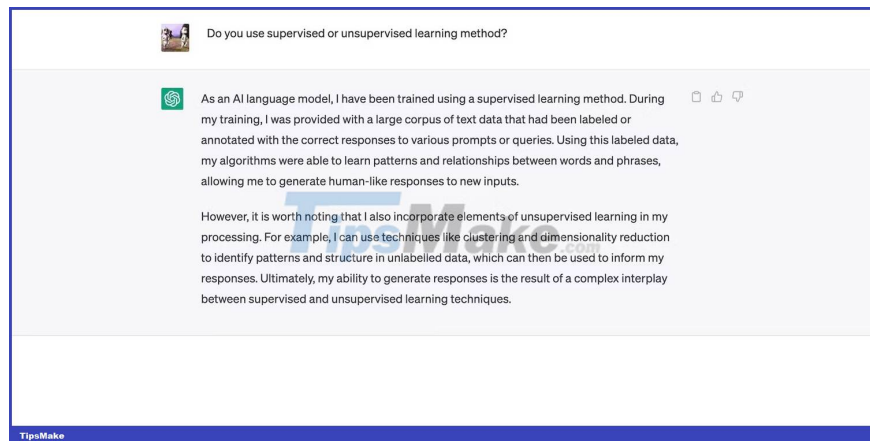 Do you use supervised or unsupervised learning method?
As an AI language model, I have been trained using a supervised learning method. During
my training, I was provided with a large corpus of text data that had been labeled or
annotated with the correct responses to various prompts or queries. Using this labeled data,
my algorithms were able to learn patterns and relationships between words and phrases,
allowing me to generate human-like responses to new inputs.
However, it is worth noting that I also incorporate elements of unsupervised learning in my
processing. For example, I can use techniques like clustering and dimensionality reduction
to identify patterns and structure in unlabelled data, which can then be used to inform my
responses. Ultimately, my ability to generate responses is the result of a complex interplay
between supervised and unsupervised learning techniques.
TipsMake.com
TipsMake